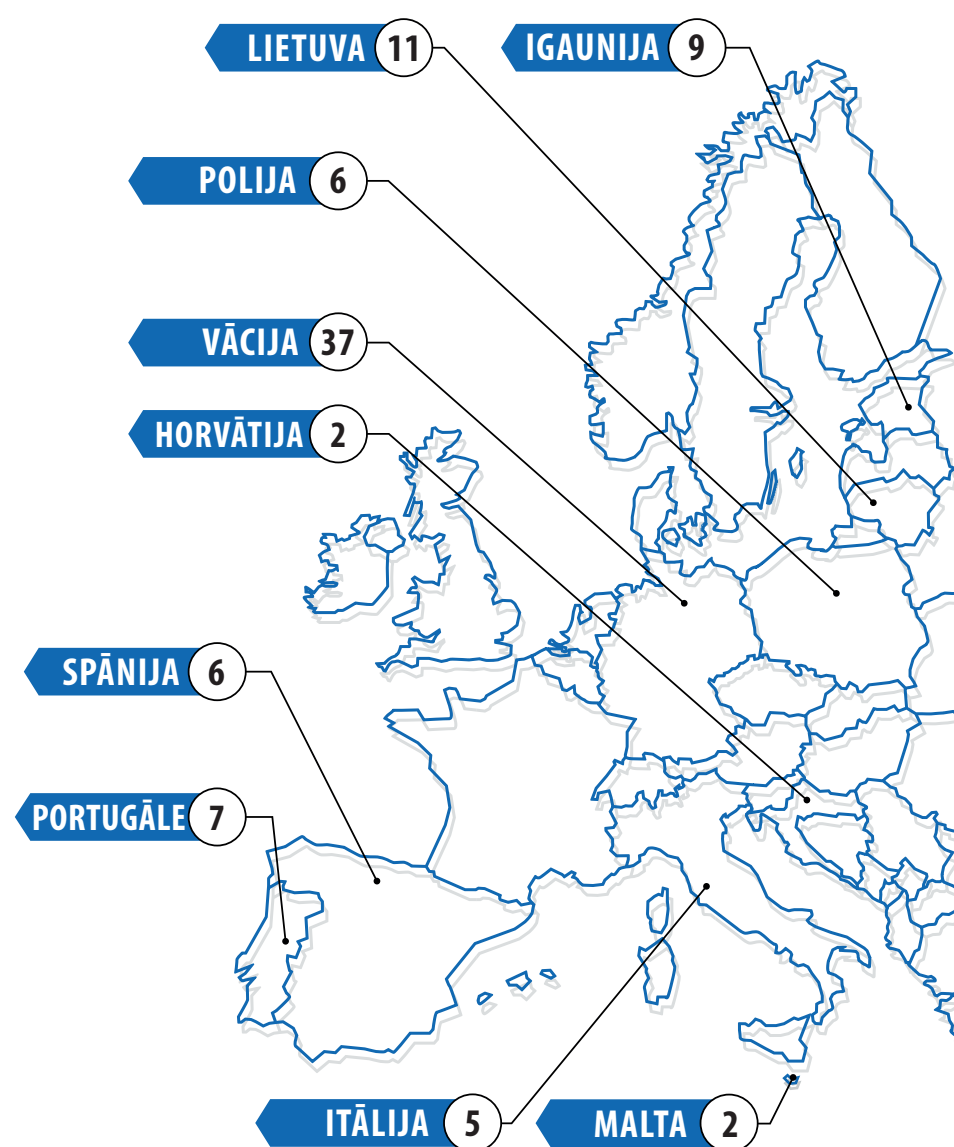 LIETUVA 11
IGAUNIJA 9
POLIJA 6
VĀCIJA 37
HORVĀTIJA 2
SPĀNIJA 6
PORTUGĀLE 7
ITĀLIJA 5
MALTA 2